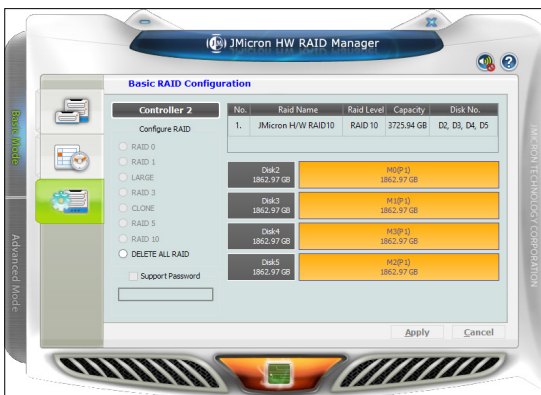 JMicron HW RAID Manager
Basic RAID Configuration
Basic Mode
Advanced Mode
Controller 2
Configure RAID
RAID 0
RAID 1
LARGE
RAID 3
CLONE
RAID 5
RAID 10
DELETE ALL RAID
Support Password
No. Raid Name Raid Level Capacity Disk No.
1. JMicron H/W RAID10 RAID 10 3725.94 GB D2, D3, D4, D5
Disk2 M0(P1)
1862.97 GB 1862.97 GB
Disk3 M1(P1)
1862.97 GB 1862.97 GB
Disk4 M3(P1)
1862.97 GB 1862.97 GB
Disk5 M2(P1)
1862.97 GB 1862.97 GB
Apply Cancel
JMICRON TECHNOLOGY CORPORATION